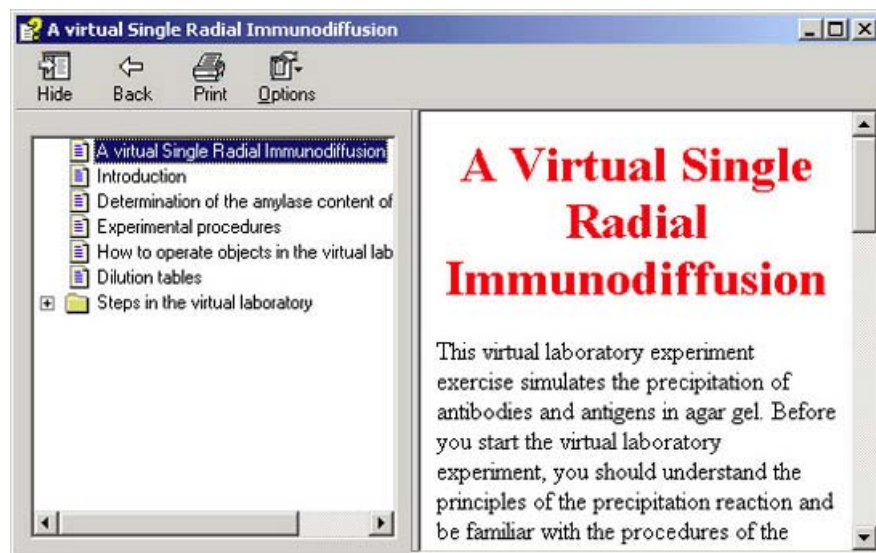 A virtual Single Radial Immunodiffusion
Hide Back Print Options
A virtual Single Radial Immunodiffusion
Introduction
Determination of the amylase content of
Experimental procedures
How to operate objects in the virtual lab
Dilution tables
Steps in the virtual laboratory
A Virtual Single
Radial
Immunodiffusion
This virtual laboratory experiment
exercise simulates the precipitation of
antibodies and antigens in agar gel. Before
you start the virtual laboratory
experiment, you should understand the
principles of the precipitation reaction and
be familiar with the procedures of the